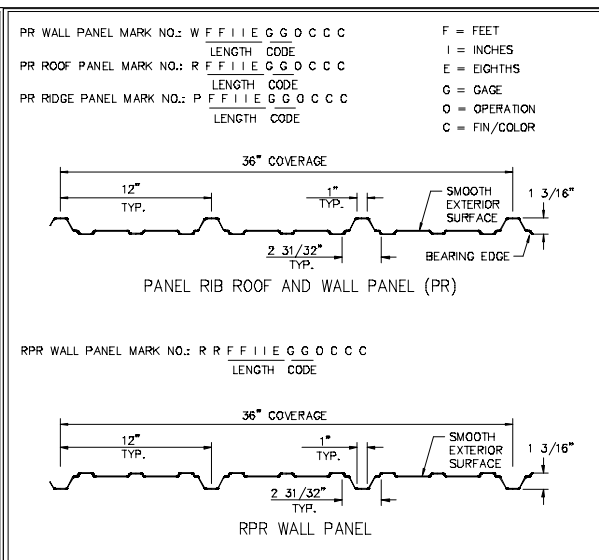 PR WALL PANEL MARK NO.: W F F I I E G G O C C C
LENGTH CODE
PR ROOF PANEL MARK NO.: R F F I I E G G O C C C
LENGTH CODE
PR RIDGE PANEL MARK NO.: P F F I I E G G O C C C
LENGTH CODE
F = FEET
I = INCHES
E = EIGHTHS
G = GAGE
O = OPERATION
C = FIN/COLOR
36" COVERAGE
12"
TYP.
1"
TYP.
SMOOTH
EXTERIOR
SURFACE
1 3/16"
2 31/32"
TYP.
BEARING EDGE
PANEL RIB ROOF AND WALL PANEL (PR)
RPR WALL PANEL MARK NO.: R R F F I I E G G O C C C
LENGTH CODE
36" COVERAGE
12"
TYP.
1"
TYP.
SMOOTH
EXTERIOR
SURFACE
1 3/16"
2 31/32"
TYP.
RPR WALL PANEL